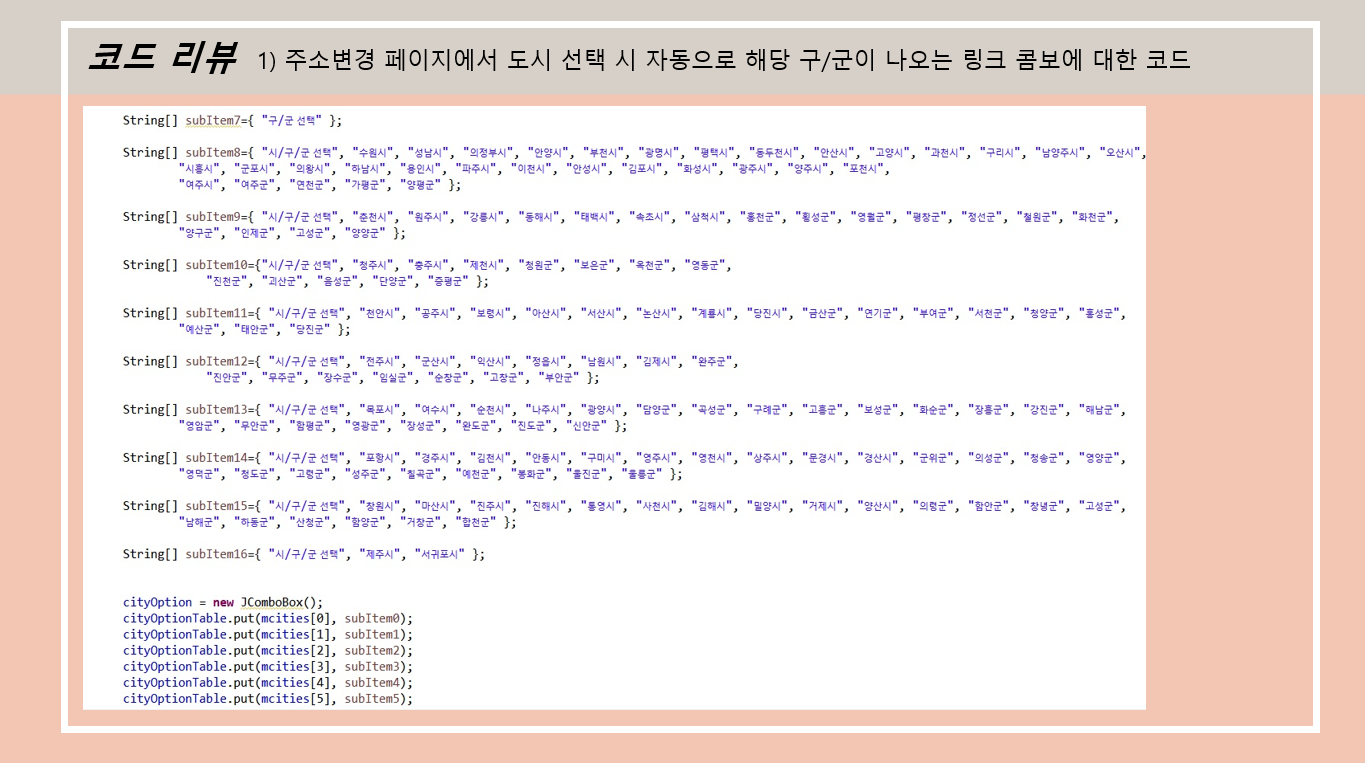 코드 리뷰 1) 주소변경 페이지에서 도시 선택 시 자동으로 해당 구/군이 나오는 링크 콤보에 대한 코드
String[] subItem7={ "구/군 선택" };
String[] subItem8={ "시/구/군 선택", "수원시", "성남시", "의정부시", "안양시", "부천시", "광명시", "평택시", "동두천시", "안산시", "고양시", "과천시", "구리시", "남양주시", "오산시",
"시흥시", "군포시", "의왕시", "하남시", "용인시", "파주시", "이천시", "안성시", "김포시", "화성시", "광주시", "양주시", "포천시",
"여주시", "여주군", "연천군", "가평군", "양평군" };
String[] subItem9={ "시/구/군 선택", "춘천시", "원주시", "강릉시", "동해시", "태백시", "속초시", "삼척시", "홍천군", "횡성군", "영월군", "평창군", "정선군", "철원군", "화천군",
"양구군", "인제군", "고성군", "양양군" };
String[] subItem10={"시/구/군 선택", "청주시", "충주시", "제천시", "청원군", "보은군", "옥천군", "영동군",
"진천군", "괴산군", "음성군", "단양군", "증평군" };
String[] subItem11={ "시/구/군 선택", "천안시", "공주시", "보령시", "아산시", "서산시", "논산시", "계룡시", "당진시", "금산군", "연기군", "부여군", "서천군", "청양군", "홍성군",
"예산군", "태안군", "당진군" };
String[] subItem12={ "시/구/군 선택", "전주시", "군산시", "익산시", "정읍시", "남원시", "김제시", "완주군",
"진안군", "무주군", "장수군", "임실군", "순창군", "고창군", "부안군" };
String[] subItem13={ "시/구/군 선택", "목포시", "여수시", "순천시", "나주시", "광양시", "담양군", "곡성군", "구례군", "고흥군", "보성군", "화순군", "장흥군", "강진군", "해남군",
"영암군", "무안군", "함평군", "영광군", "장성군", "완도군", "진도군", "신안군" };
String[] subItem14={ "시/구/군 선택", "포항시", "경주시", "김천시", "안동시", "구미시", "영주시", "영천시", "상주시", "문경시", "경산시", "군위군", "의성군", "청송군", "영양군",
"영덕군", "청도군", "고령군", "성주군", "칠곡군", "예천군", "봉화군", "울진군", "울릉군" };
String[] subItem15={ "시/구/군 선택", "창원시", "마산시", "진주시", "진해시", "통영시", "사천시", "김해시", "밀양시", "거제시", "양산시", "의령군", "함안군", "창녕군", "고성군",
"남해군", "하동군", "산청군", "함양군", "거창군", "합천군" };
String[] subItem16={ "시/구/군 선택", "제주시", "서귀포시" };
cityOption = new JComboBox();
cityOptionTable.put(mcities[0], subItem0);
cityOptionTable.put(mcities[1], subItem1);
cityOptionTable.put(mcities[2], subItem2);
cityOptionTable.put(mcities[3], subItem3);
cityOptionTable.put(mcities[4], subItem4);
cityOptionTable.put(mcities[5], subItem5);